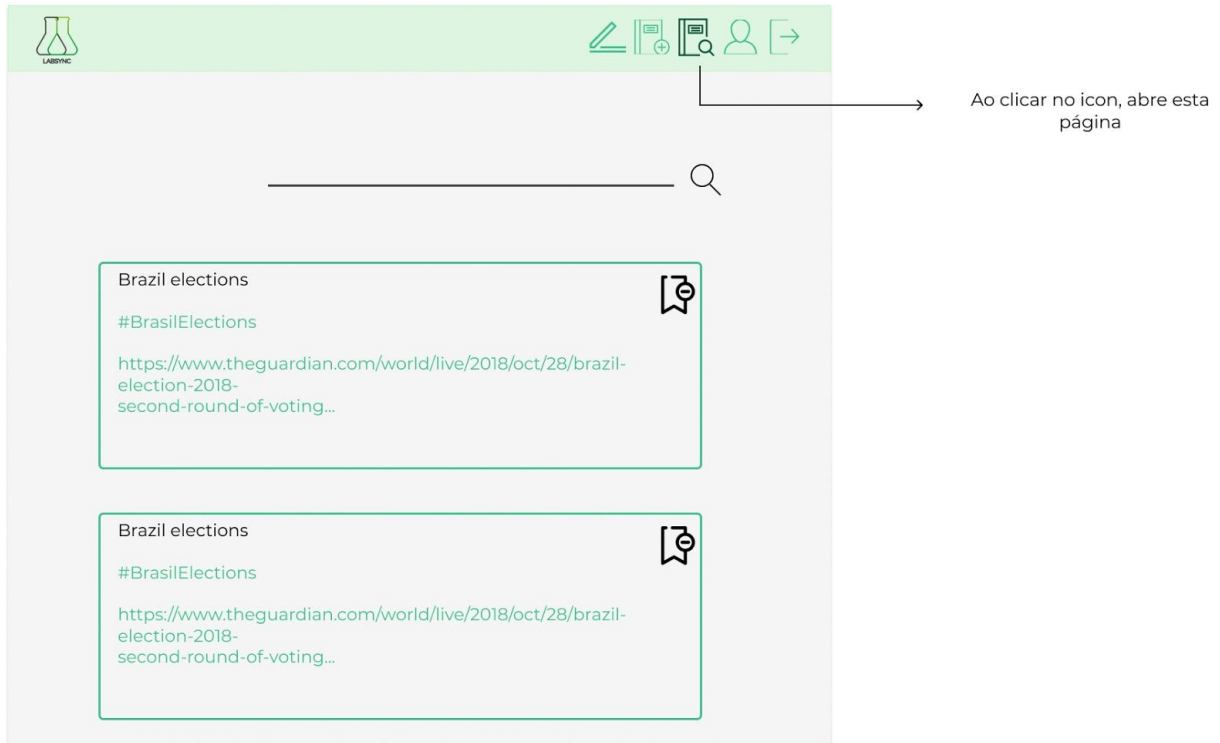 LABSYNC
Ao clicar no icon, abre esta
página
Brazil elections
#BrasilElections
https://www.theguardian.com/world/live/2018/oct/28/brazil-
election-2018-
second-round-of-voting...
Brazil elections
#BrasilElections
https://www.theguardian.com/world/live/2018/oct/28/brazil-
election-2018-
second-round-of-voting...